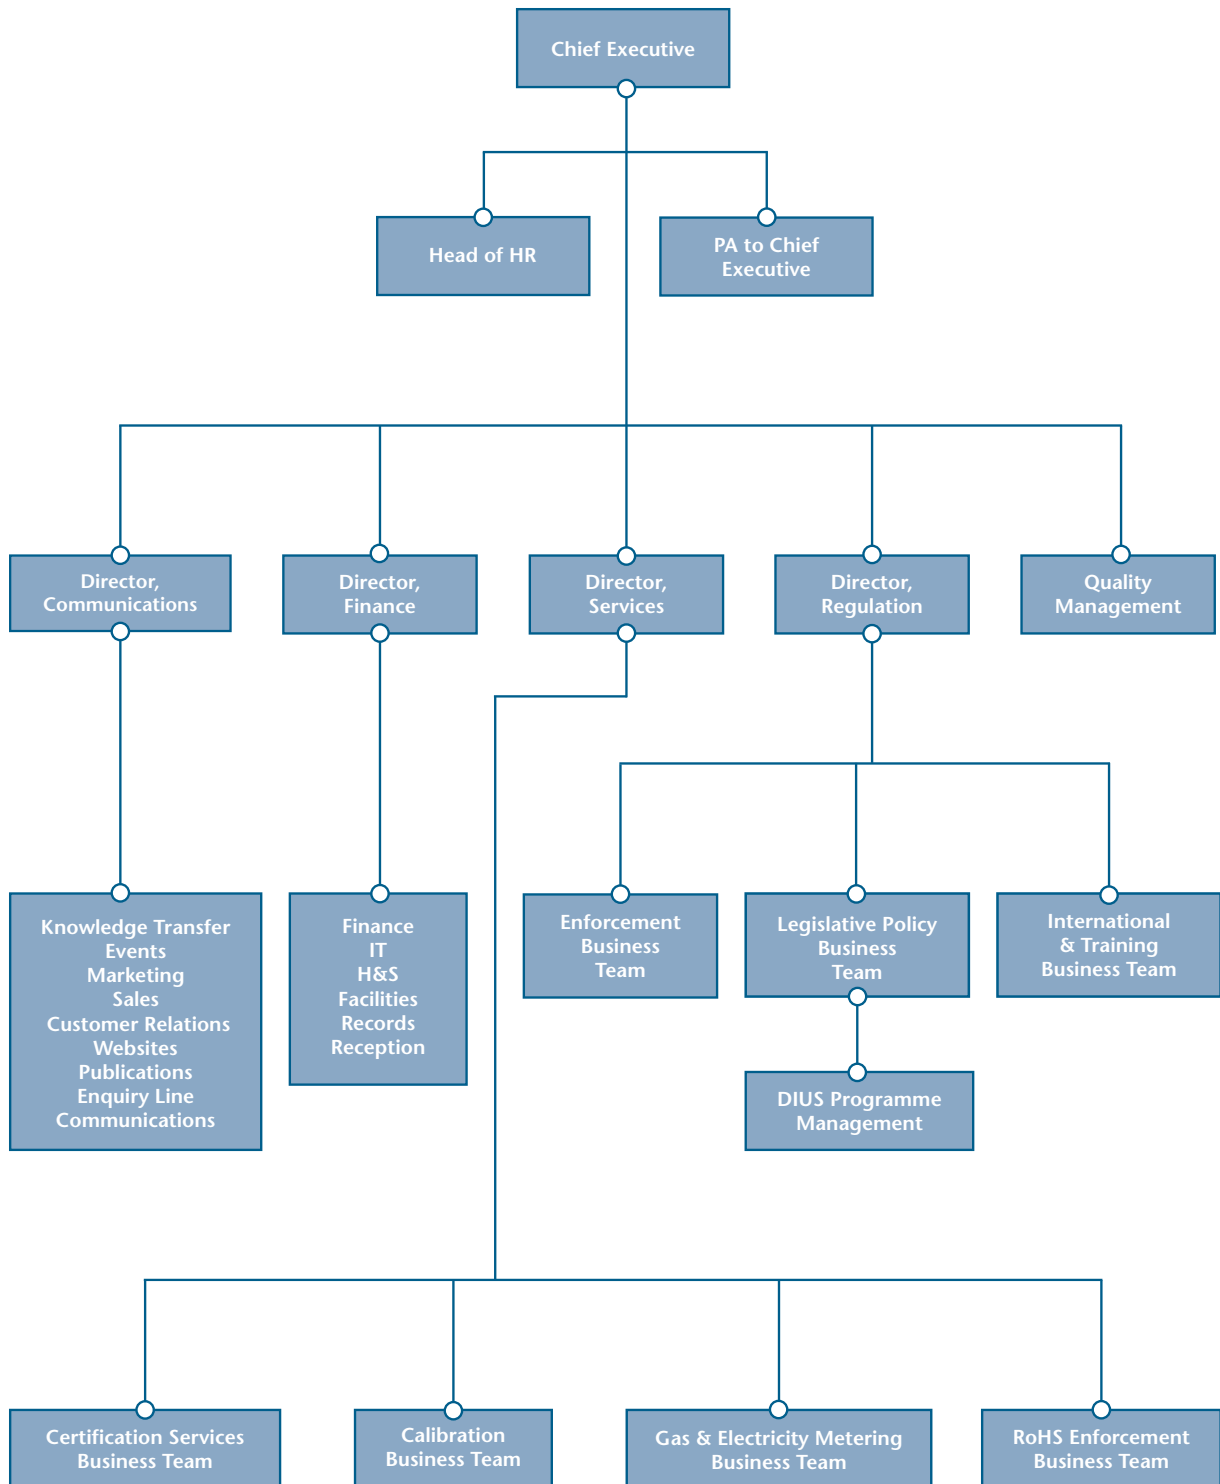 Chief Executive
Head of HR
PA to Chief
Executive
Director,
Communications
Director,
Finance
Director,
Services
Director,
Regulation
Quality
Management
Knowledge Transfer
Events
Marketing
Sales
Customer Relations
Websites
Publications
Enquiry Line
Communications
Finance
IT
H&S
Facilities
Records
Reception
Enforcement
Business
Team
Legislative Policy
Business
Team
International
& Training
Business Team
DIUS Programme
Management
Certification Services
Business Team
Calibration
Business Team
Gas & Electricity Metering
Business Team
RoHS Enforcement
Business Team